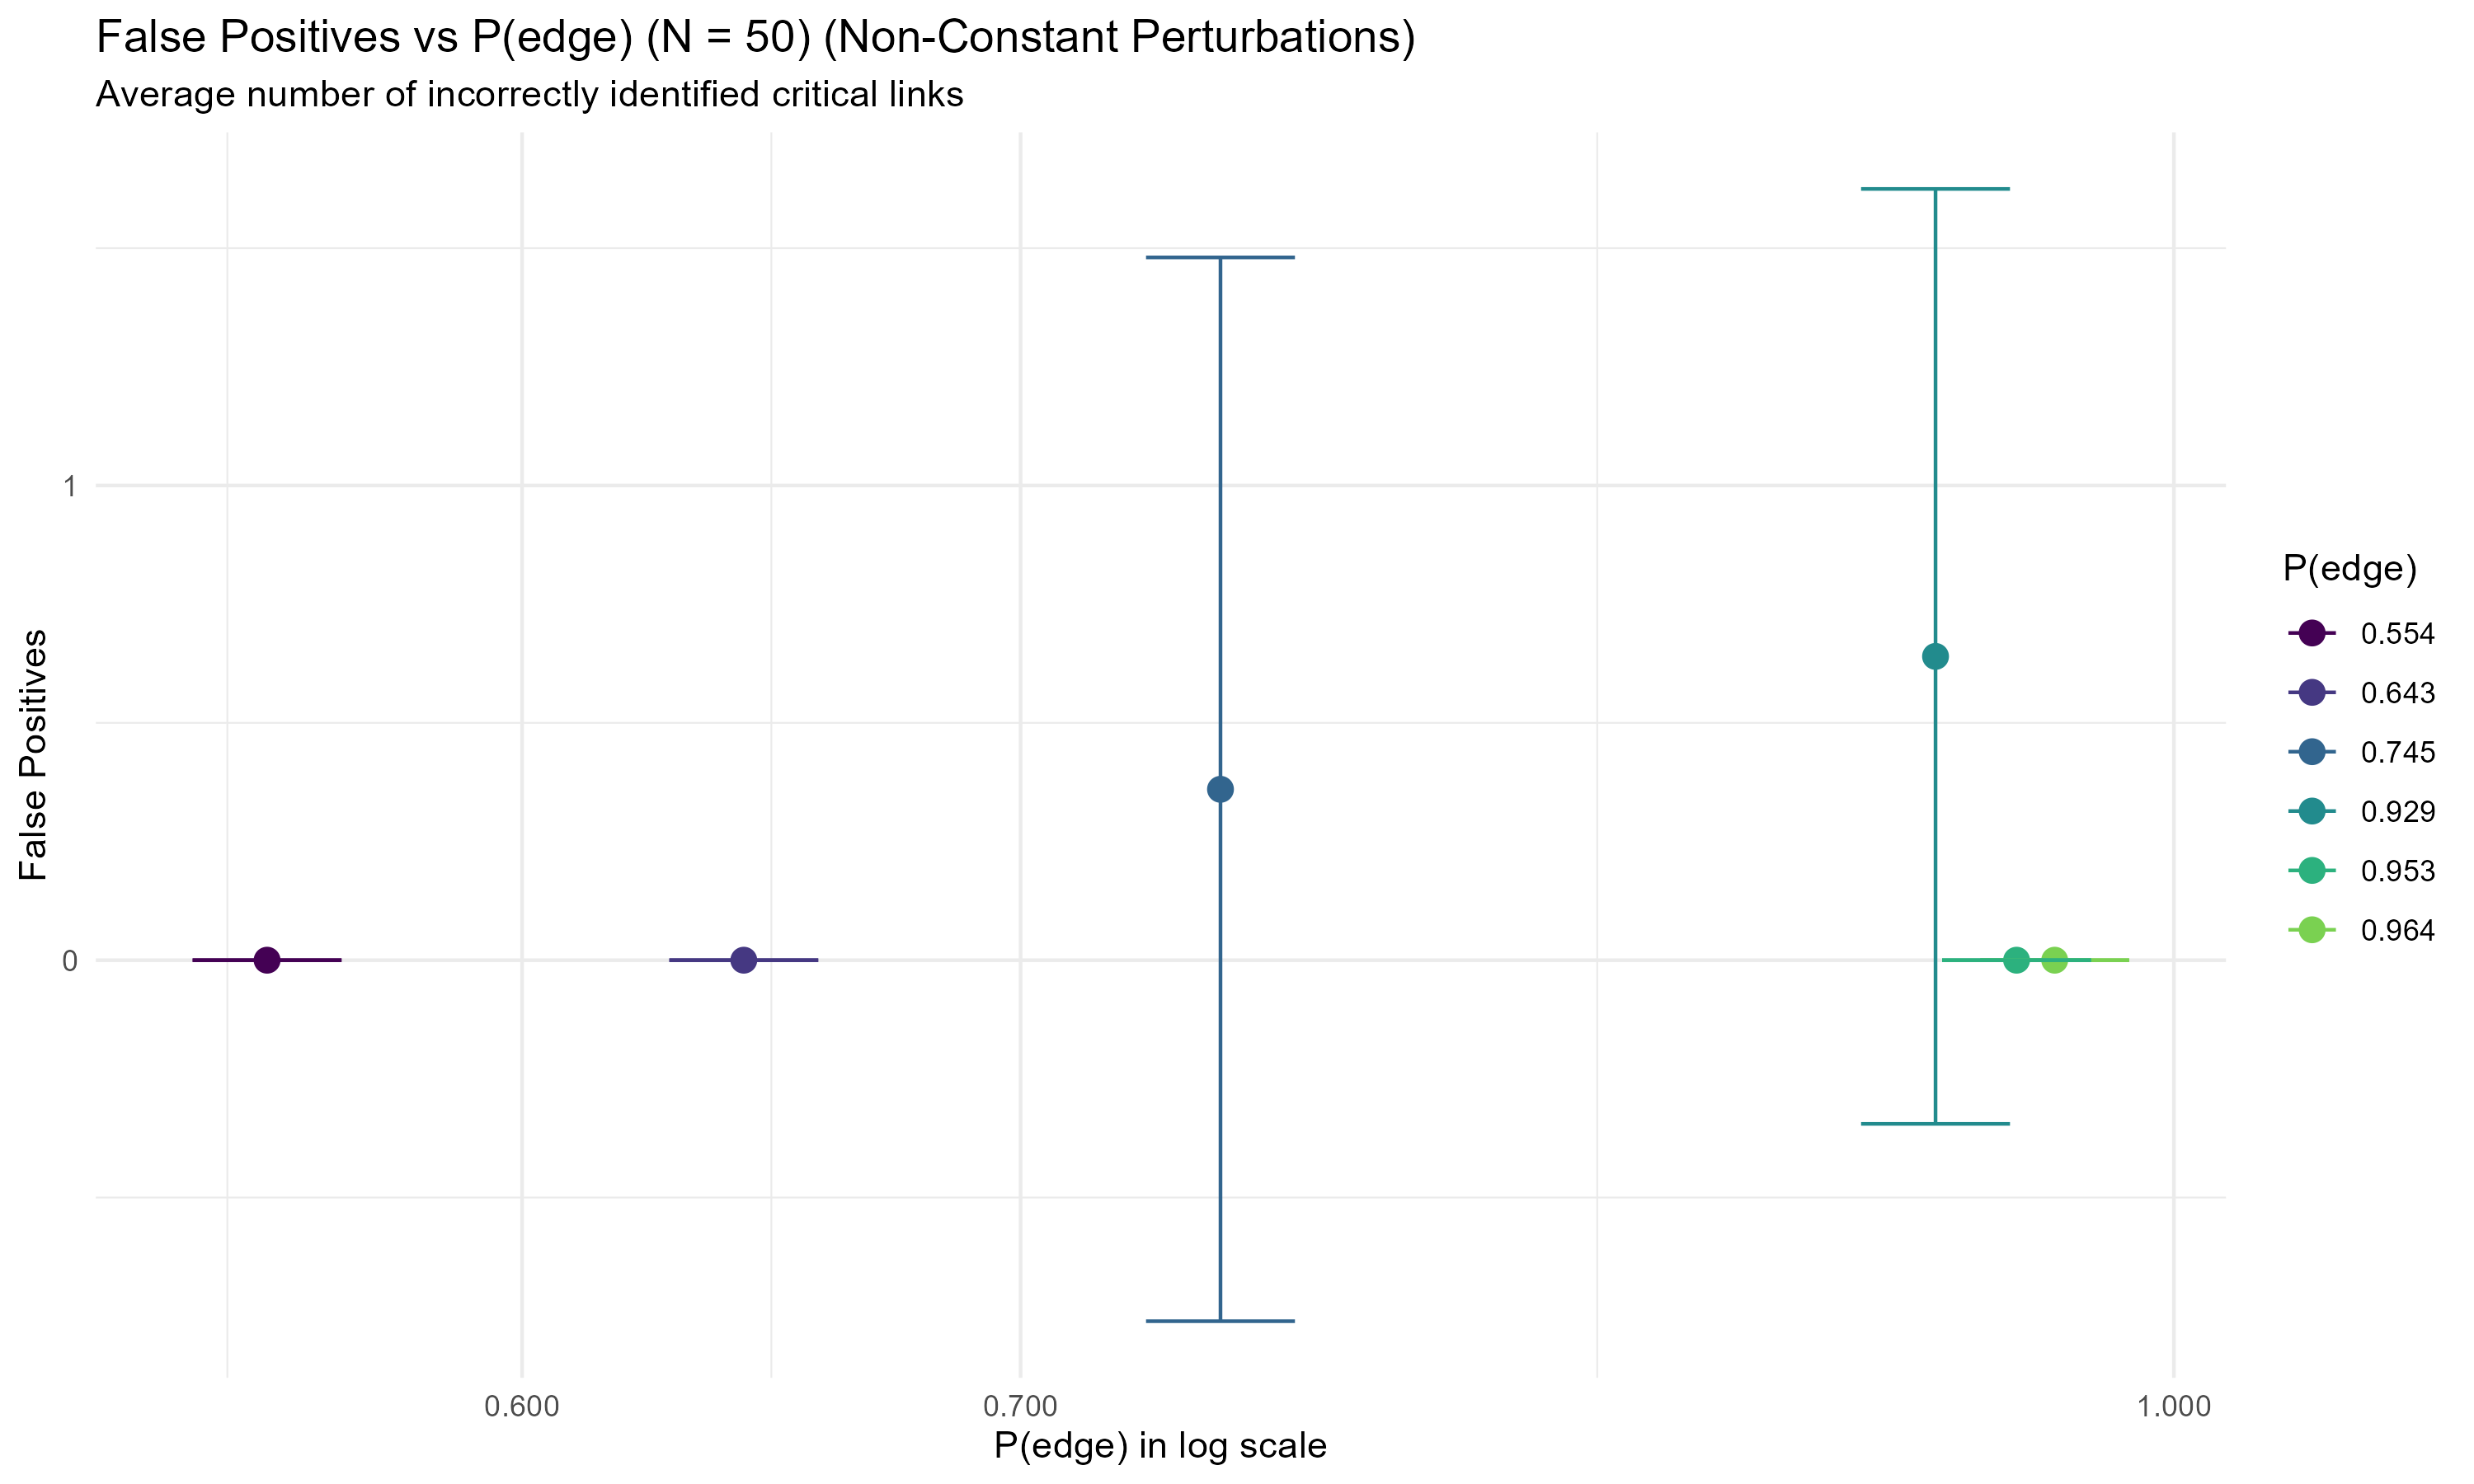 False Positives vs P(edge) (N = 50) (Non-Constant Perturbations)
Average number of incorrectly identified critical links
False Positives
1
0
0.600
0.700
1.000
P(edge) in log scale
P(edge)
0.554
0.643
0.745
0.929
0.953
0.964